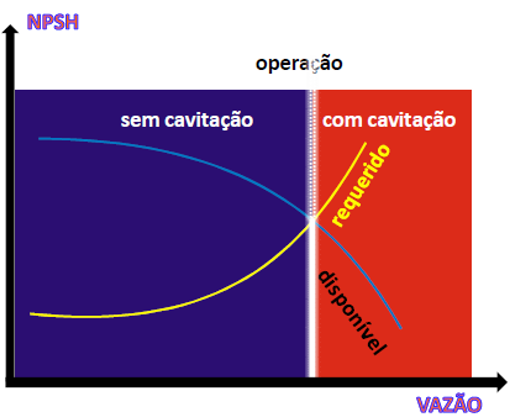 NPSH
operação
sem cavitação
com cavitação
requerido
disponível
VAZÃO